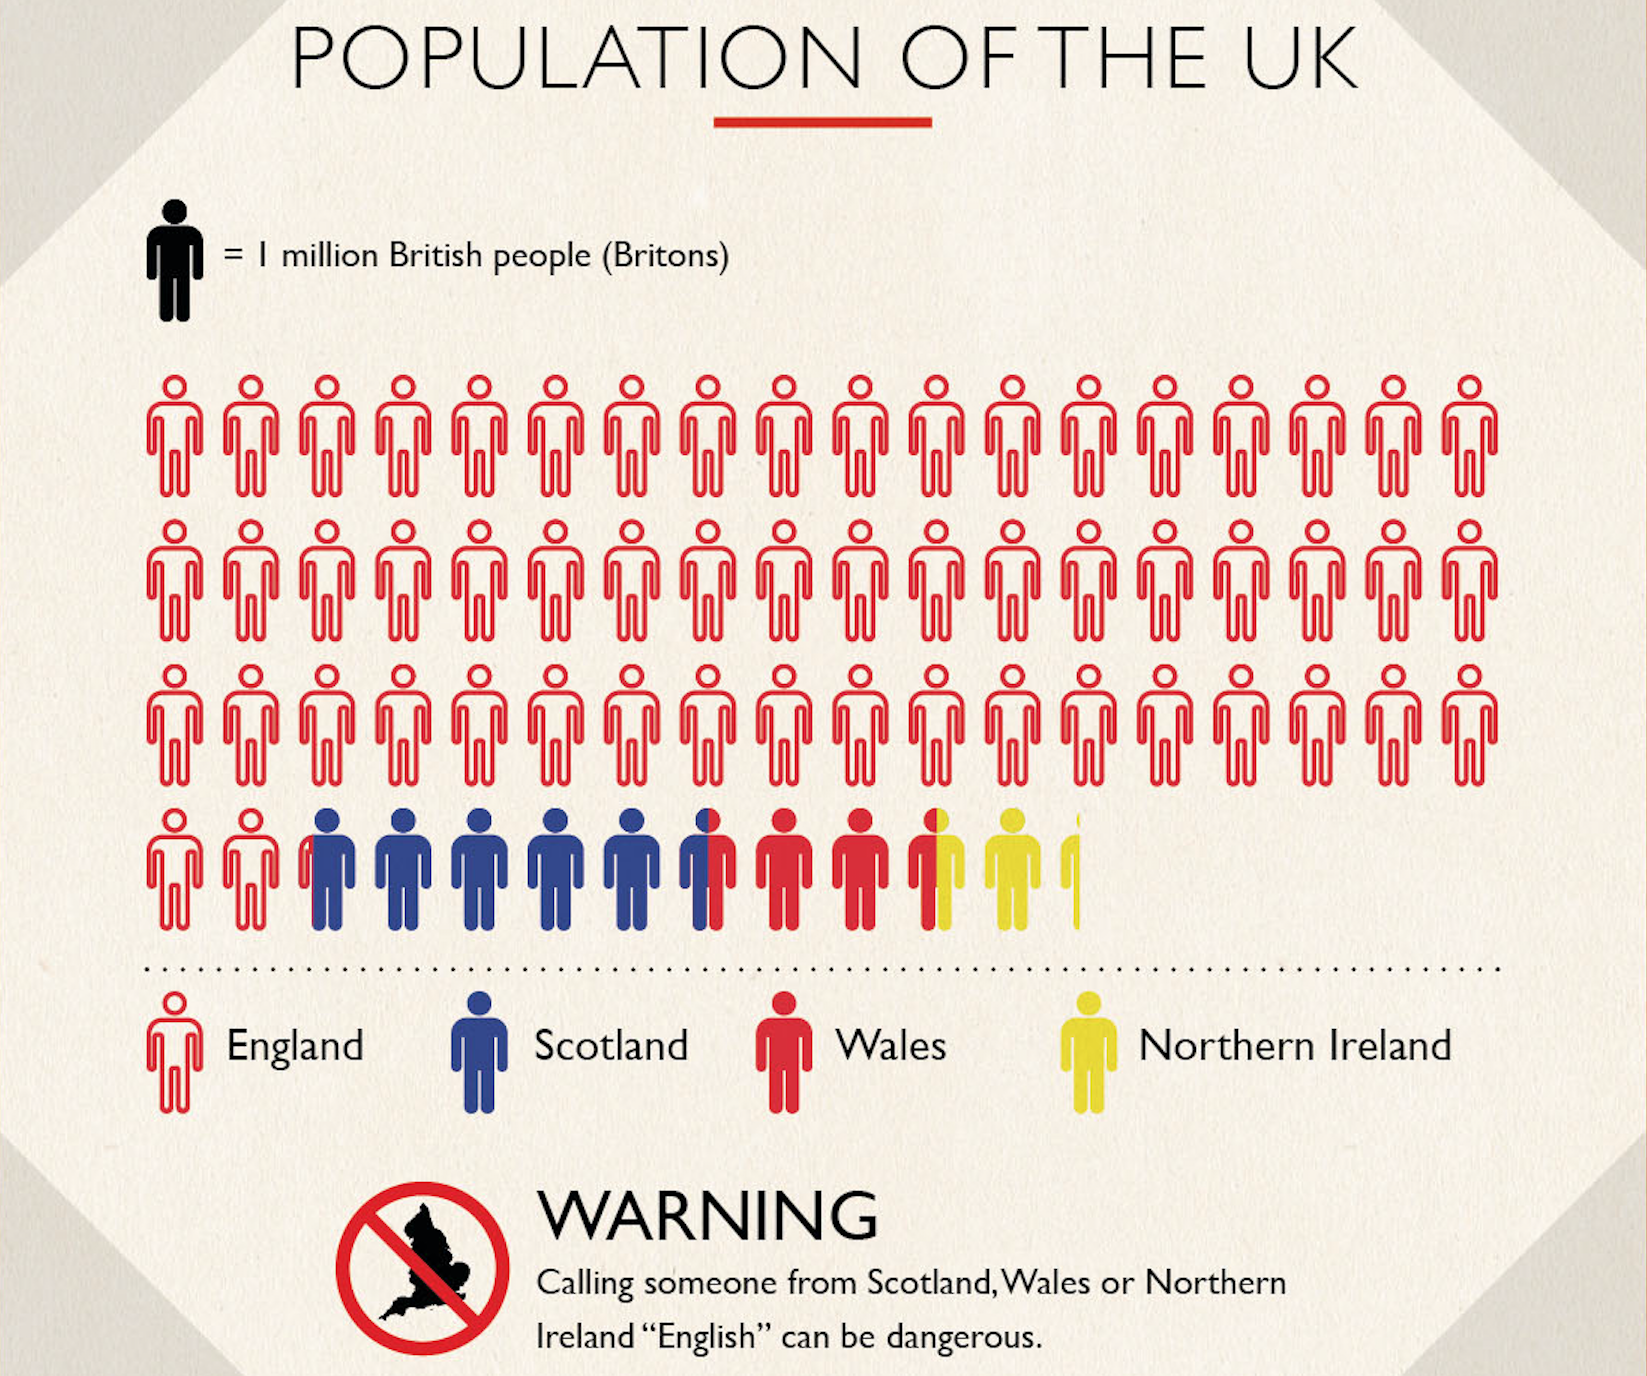 POPULATION OF THE UK
= 1 million British people (Britons)
England
Scotland
Wales
Northern Ireland
WARNING
Calling someone from Scotland, Wales or Northern
Ireland “English” can be dangerous.